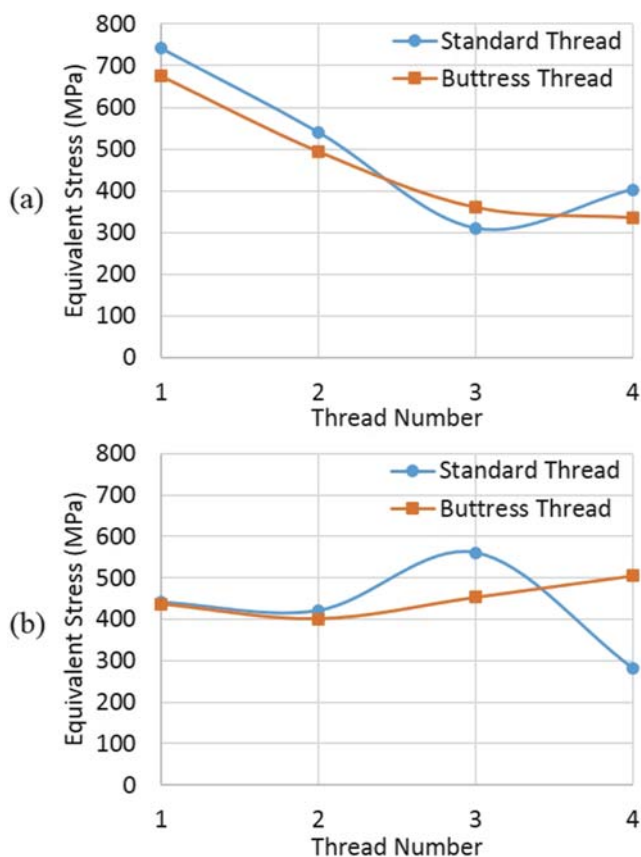 (a)
Equivalent Stress (MPa)
800
700
600
500
400
300
200
100
0
Standard Thread
Buttress Thread
1 2 3 4
Thread Number
(b)
Equivalent Stress (MPa)
800
700
600
500
400
300
200
100
0
Standard Thread
Buttress Thread
1 2 3 4
Thread Number